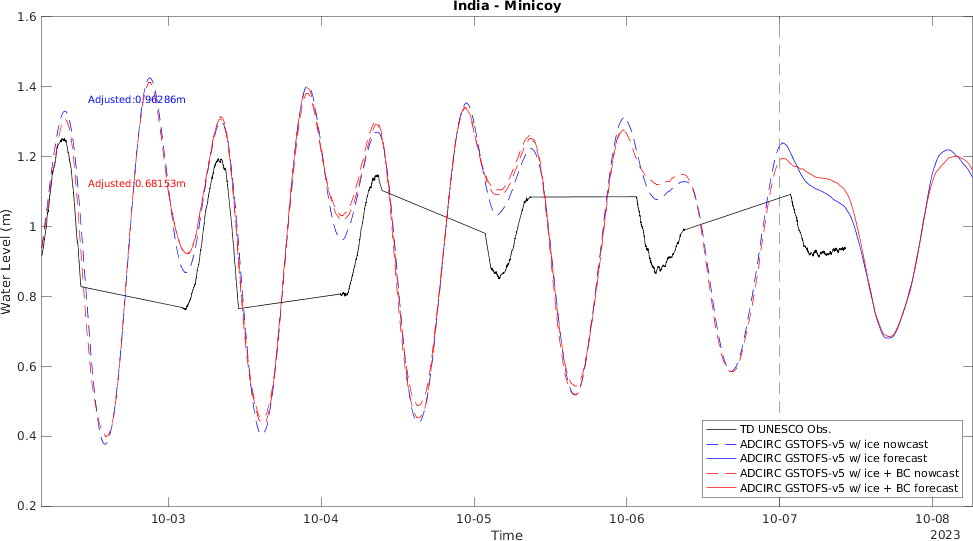 India - Minicoy
1.6
1.4
1.2
1
0.8
0.6
0.4
0.2
Water Level (m)
Adjusted:0.96286m
Adjusted:0.68153m
TD UNESCO Obs.
ADCIRC GSTOFS-v5 w/ ice nowcast
ADCIRC GSTOFS-v5 w/ ice forecast
ADCIRC GSTOFS-v5 w/ ice + BC nowcast
ADCIRC GSTOFS-v5 w/ ice + BC forecast
10-03 10-04 10-05 10-06 10-07 10-08
Time
2023